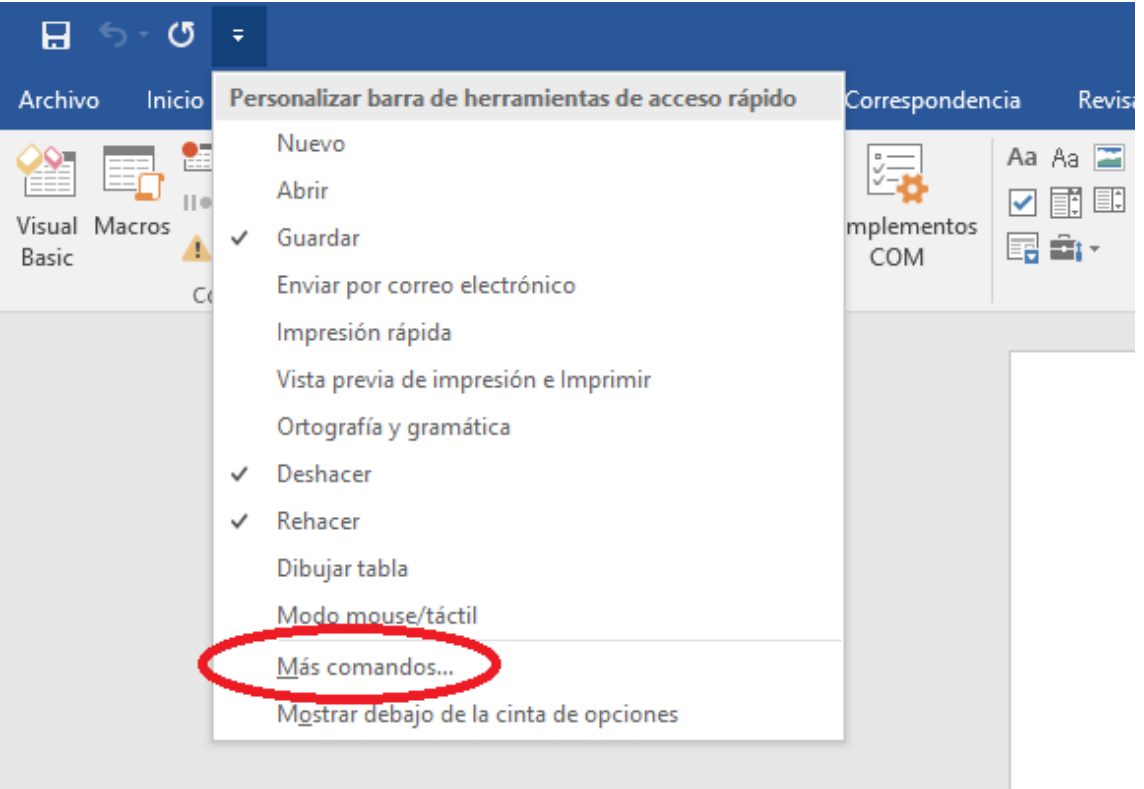 Archivo Inicio Correspondencia Revisa
Personalizar barra de herramientas de acceso rápido
Nuevo
Abrir
Guardar
Enviar por correo electrónico
Impresión rápida
Vista previa de impresión e Imprimir
Ortografía y gramática
Deshacer
Rehacer
Dibujar tabla
Modo mouse/táctil
Más comandos...
Mostrar debajo de la cinta de opciones
Visual Basic
Macros
mplementos
COM
Aa Aa